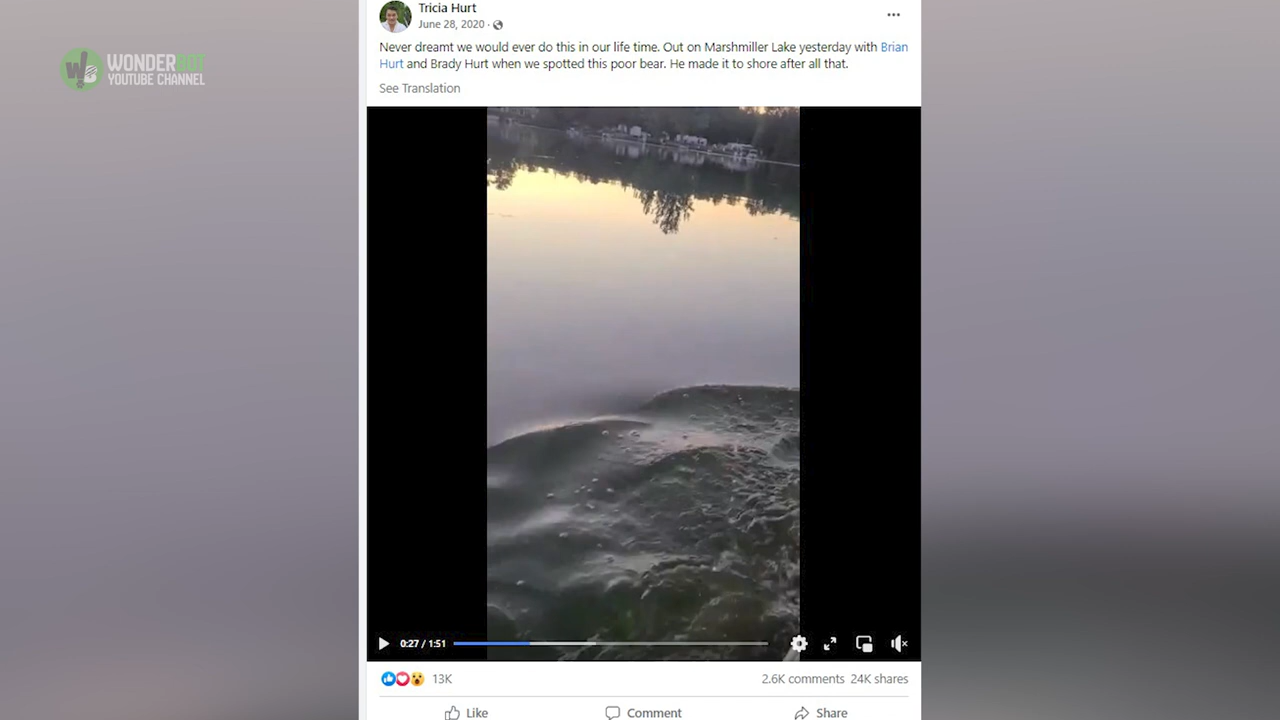 Tricia Hurt
June 28, 2020 ·
WONDERBOT
YOUTUBE CHANNEL
Never dreamt we would ever do this in our life time. Out on Marshmiller Lake yesterday with Brian
Hurt and Brady Hurt when we spotted this poor bear. He made it to shore after all that.
See Translation
0:27 / 1:51
13K
2.6K comments 24K shares
Like
Comment
Share